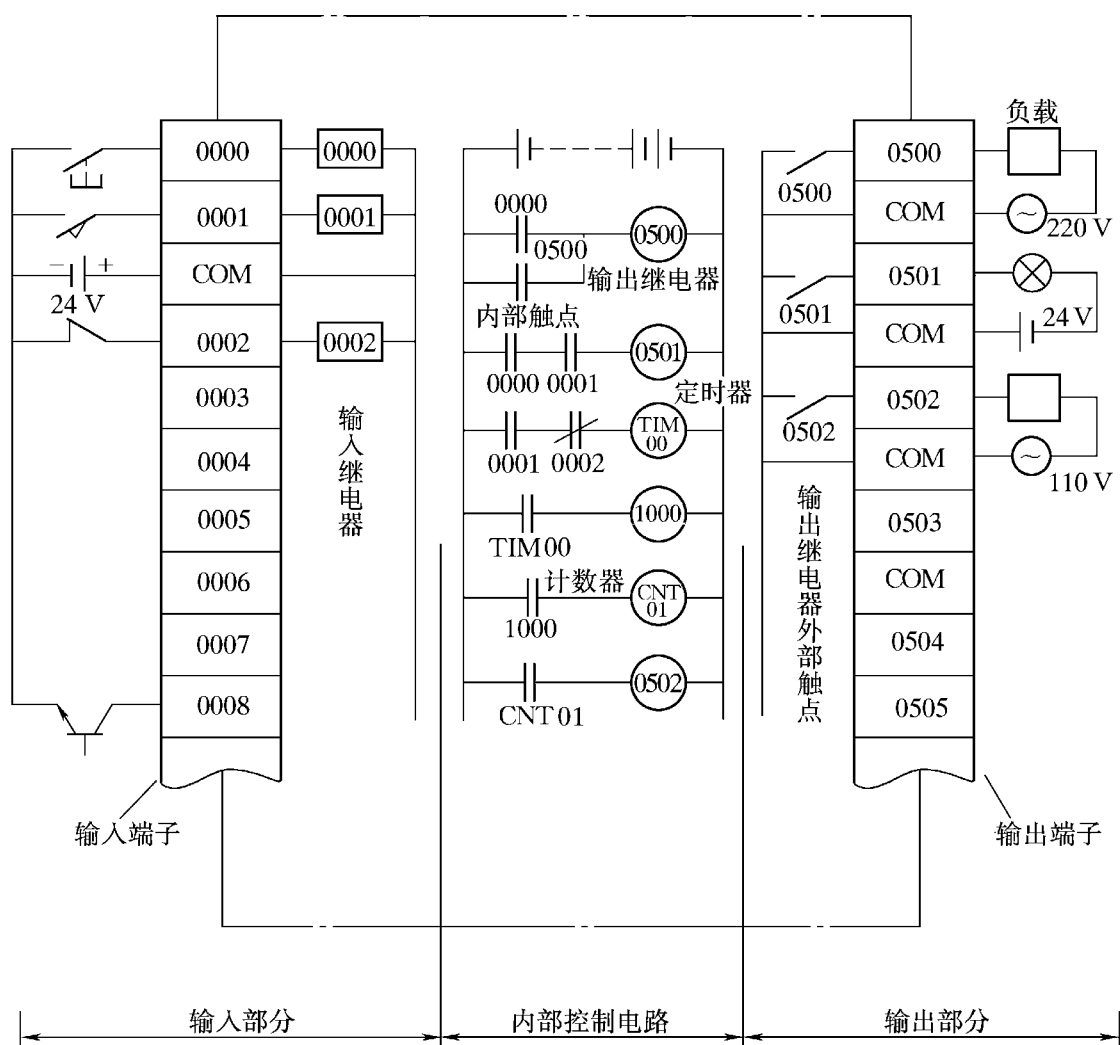 0000
0001
COM
0002
0003
0004
0005
0006
0007
0008
− +
24 V
0000
0001
0002
输入继电器
输入端子
0000
0500
0500
输出继电器
内部触点
0000 0001
0501
定时器
0001 0002
TIM
00
TIM 00
1000
计数器
1000
CNT
01
CNT 01
0502
0500
0501
0502
输出继电器外部触点
0500
COM
0501
COM
0502
COM
0503
COM
0504
0505
负载
220 V
24 V
110 V
输出端子
输入部分
内部控制电路
输出部分